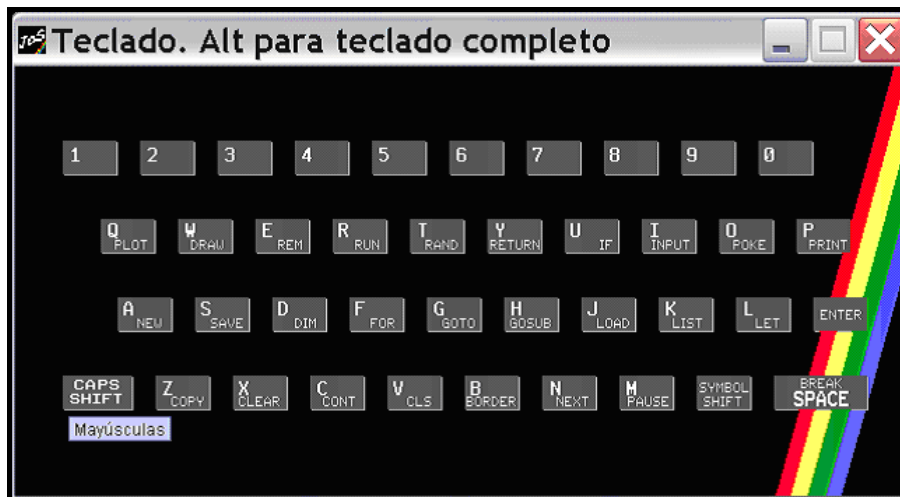 JOS Teclado. Alt para teclado completo
1 2 3 4 5 6 7 8 9 0
Q PLOT W DRAW E REM R RUN T RAND Y RETURN U IF I INPUT O POKE P PRINT
A NEW S SAVE D DIM F FOR G GOTO H GOSUB J LOAD K LIST L LET ENTER
CAPS SHIFT Z COPY X CLEAR C CONT V CLS B BORDER N NEXT M PAUSE SYMBOL SHIFT BREAK SPACE
Mayúsculas